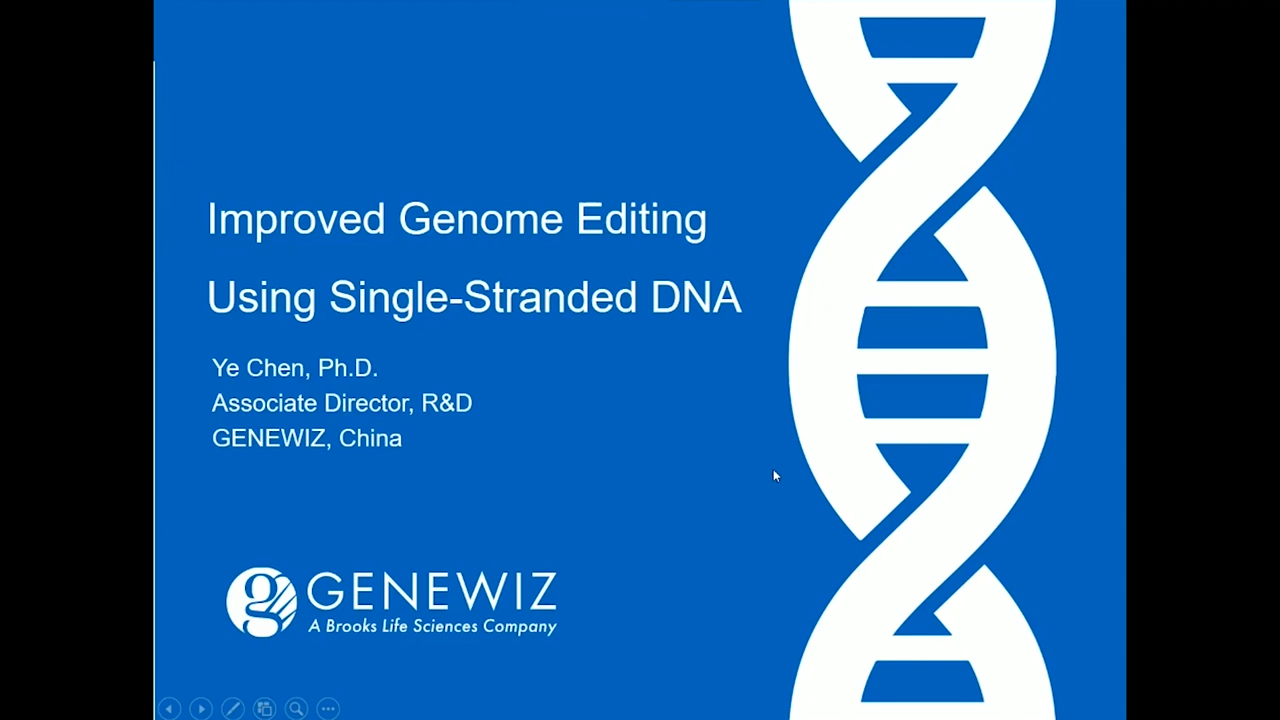 Improved Genome Editing
Using Single-Stranded DNA
Ye Chen, Ph.D.
Associate Director, R&D
GENEWIZ, China
g GENEWIZ
A Brooks Life Sciences Company